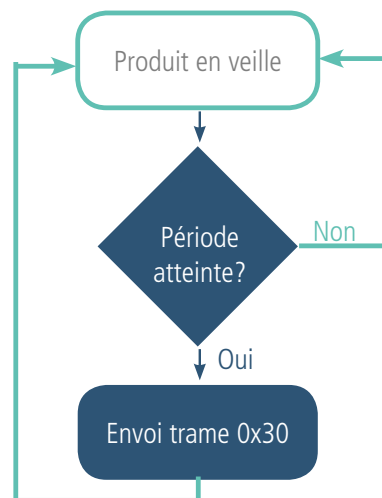 Produit en veille
Période
atteinte?
Non
Oui
Envoi trame 0x30